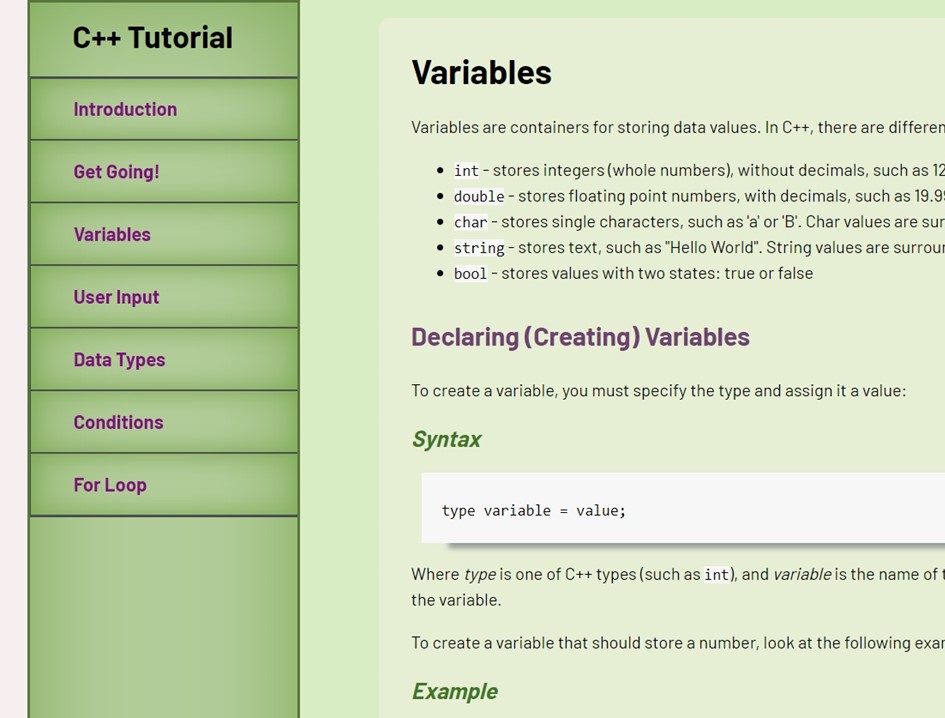 C++ Tutorial
Introduction
Get Going!
Variables
User Input
Data Types
Conditions
For Loop
Variables
Variables are containers for storing data values. In C++, there are
int - stores integers (whole numbers), without decimals, such as 12
double - stores floating point numbers, with decimals, such as
char - stores single characters, such as 'a' or 'B'. Char values are
string - stores text, such as "Hello World". String values are
bool - stores values with two states: true or false
Declaring (Creating) Variables
To create a variable, you must specify the type and assign it a value:
Syntax
type variable = value;
Where type is one of C++ types (such as int), and variable is the name of
the variable.
To create a variable that should store a number, look at the following
Example